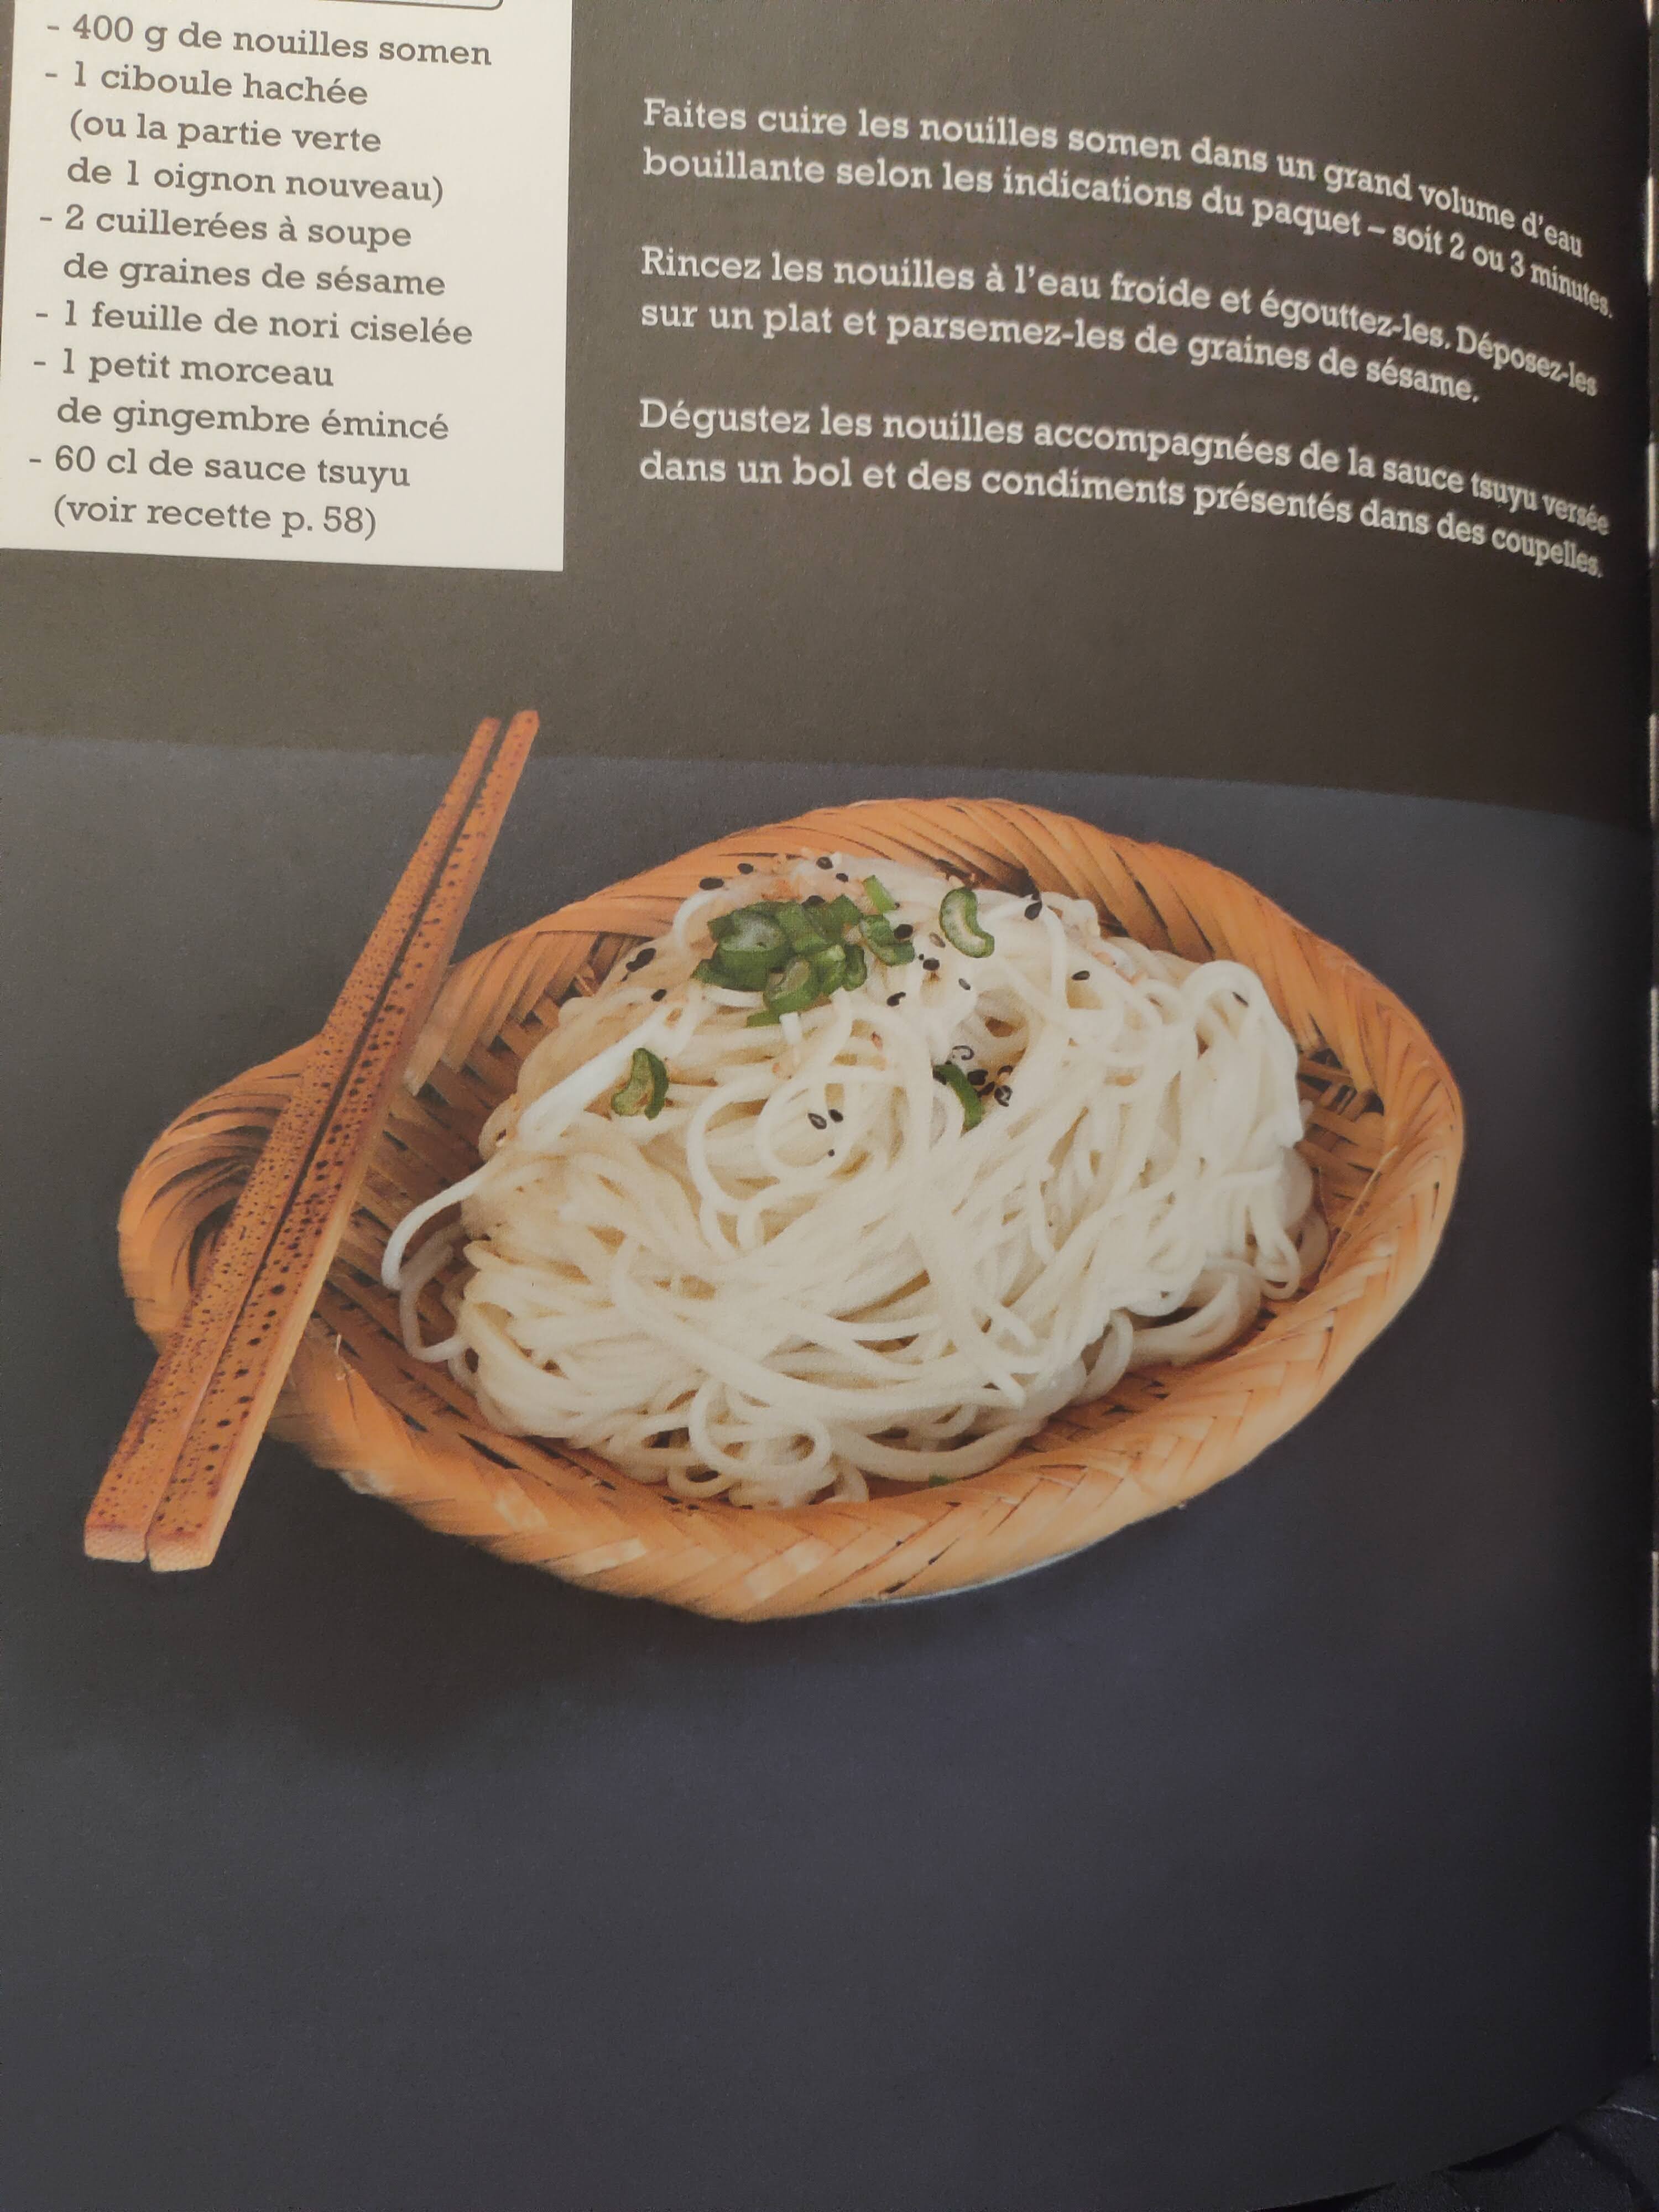 - 400 g de nouilles somen
- 1 ciboule hachée
(ou la partie verte
de 1 oignon nouveau)
- 2 cuillerées à soupe
de graines de sésame
- 1 feuille de nori ciselée
- 1 petit morceau
de gingembre émincé
- 60 cl de sauce tsuyu
(voir recette p. 58)
Faites cuire les nouilles somen dans un grand volume d'eau
bouillante selon les indications du paquet – soit 2 ou 3 minutes.
Rincez les nouilles à l'eau froide et égouttez-les. Déposez-les
sur un plat et parsemez-les de graines de sésame.
Dégustez les nouilles accompagnées de la sauce tsuyu versée
dans un bol et des condiments présentés dans des coupelles.